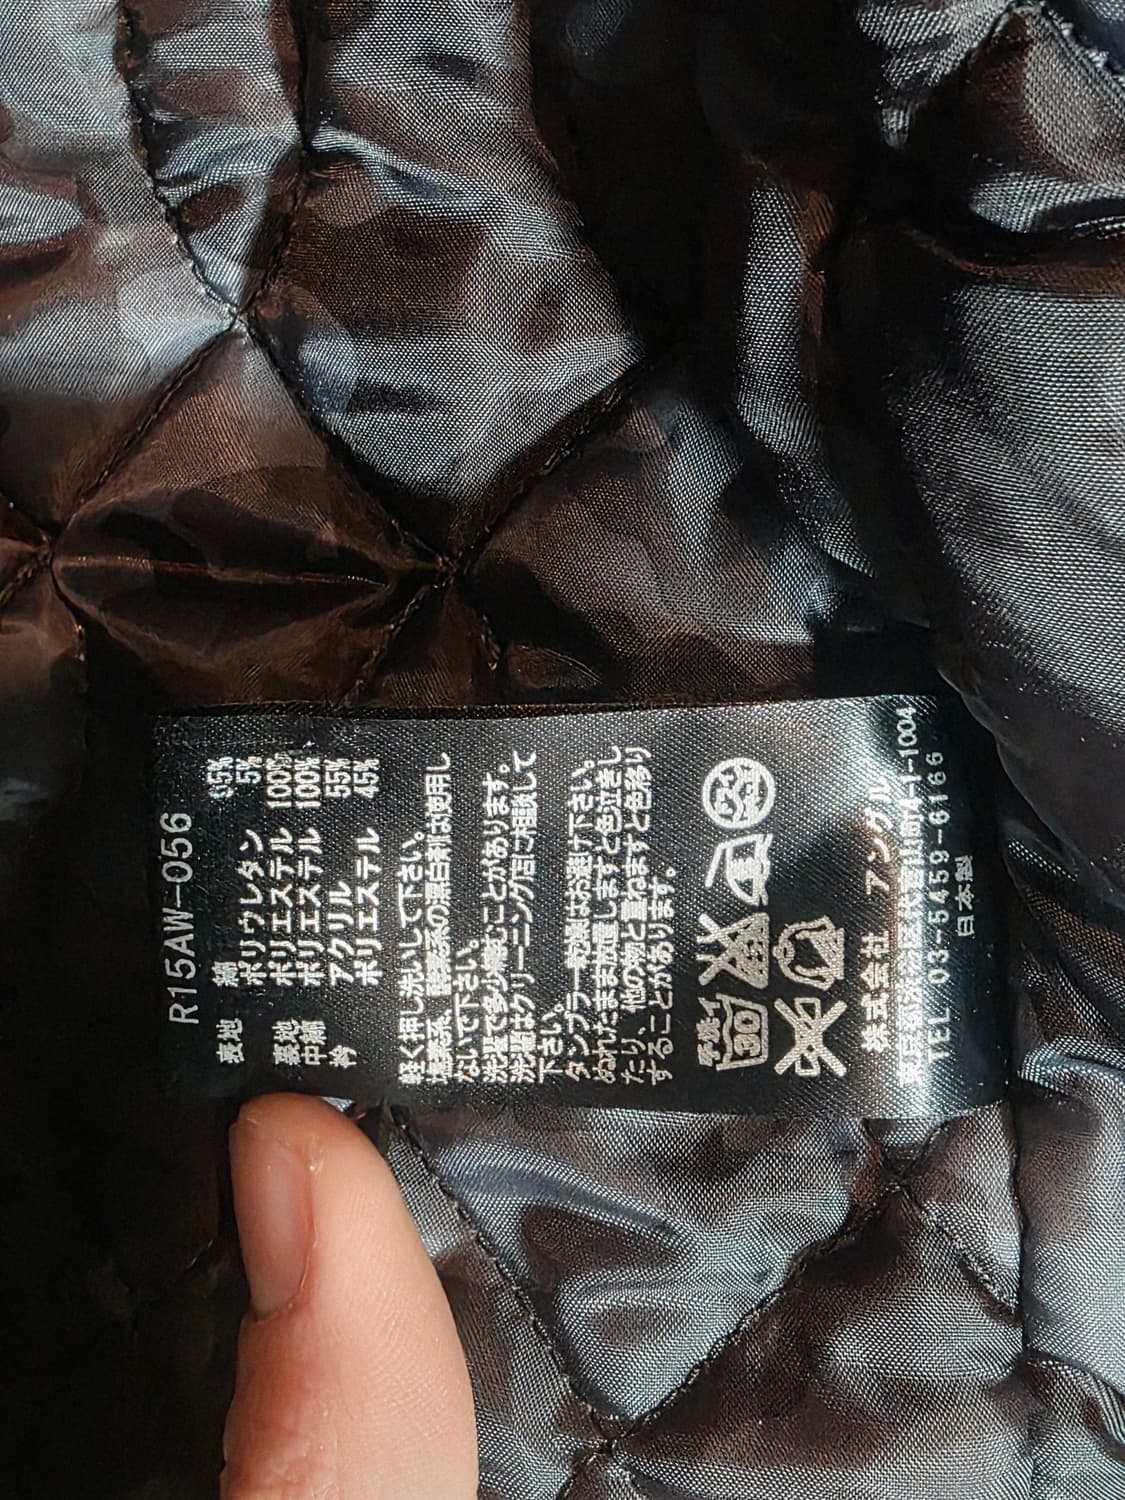 R15AW-056
表地 綿 95%
ポリウレタン 5%
裏地 ポリエステル 100%
中綿 ポリエステル 100%
衿 アクリル 55%
ポリエステル 45%
軽く押し洗いして下さい。
塩素系、酸素系の漂白剤は使用し
ないで下さい。
洗濯で多少縮むことがあります。
洗濯はクリーニング店に相談して
下さい。
タンブラー乾燥はお避け下さい。
ぬれたまま放置しますと色泣きし
たり、他の物と重ねますと色移り
することがあります。
手洗イ
30
株式会社 アングル
4-1-1004
TEL 03-5459-6166
日本製